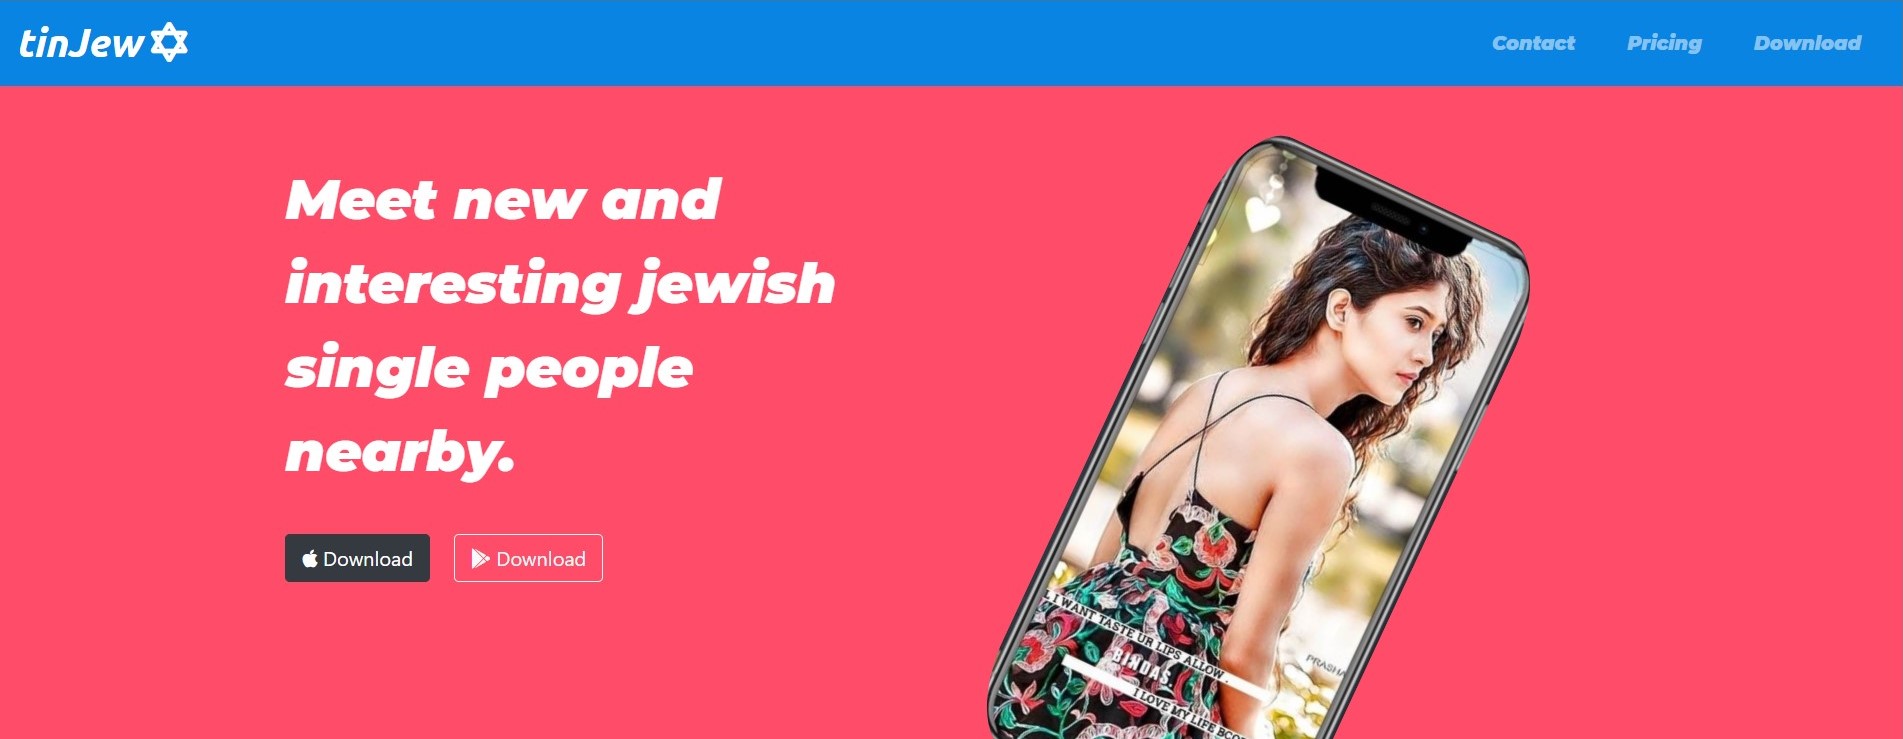 tinJew
Contact
Pricing
Download
Meet new and
interesting jewish
single people
nearby.
Download
Download
I WANT TASTE UR LIPS ALLOW .
BINDAS.
I LOVE MY LIFE